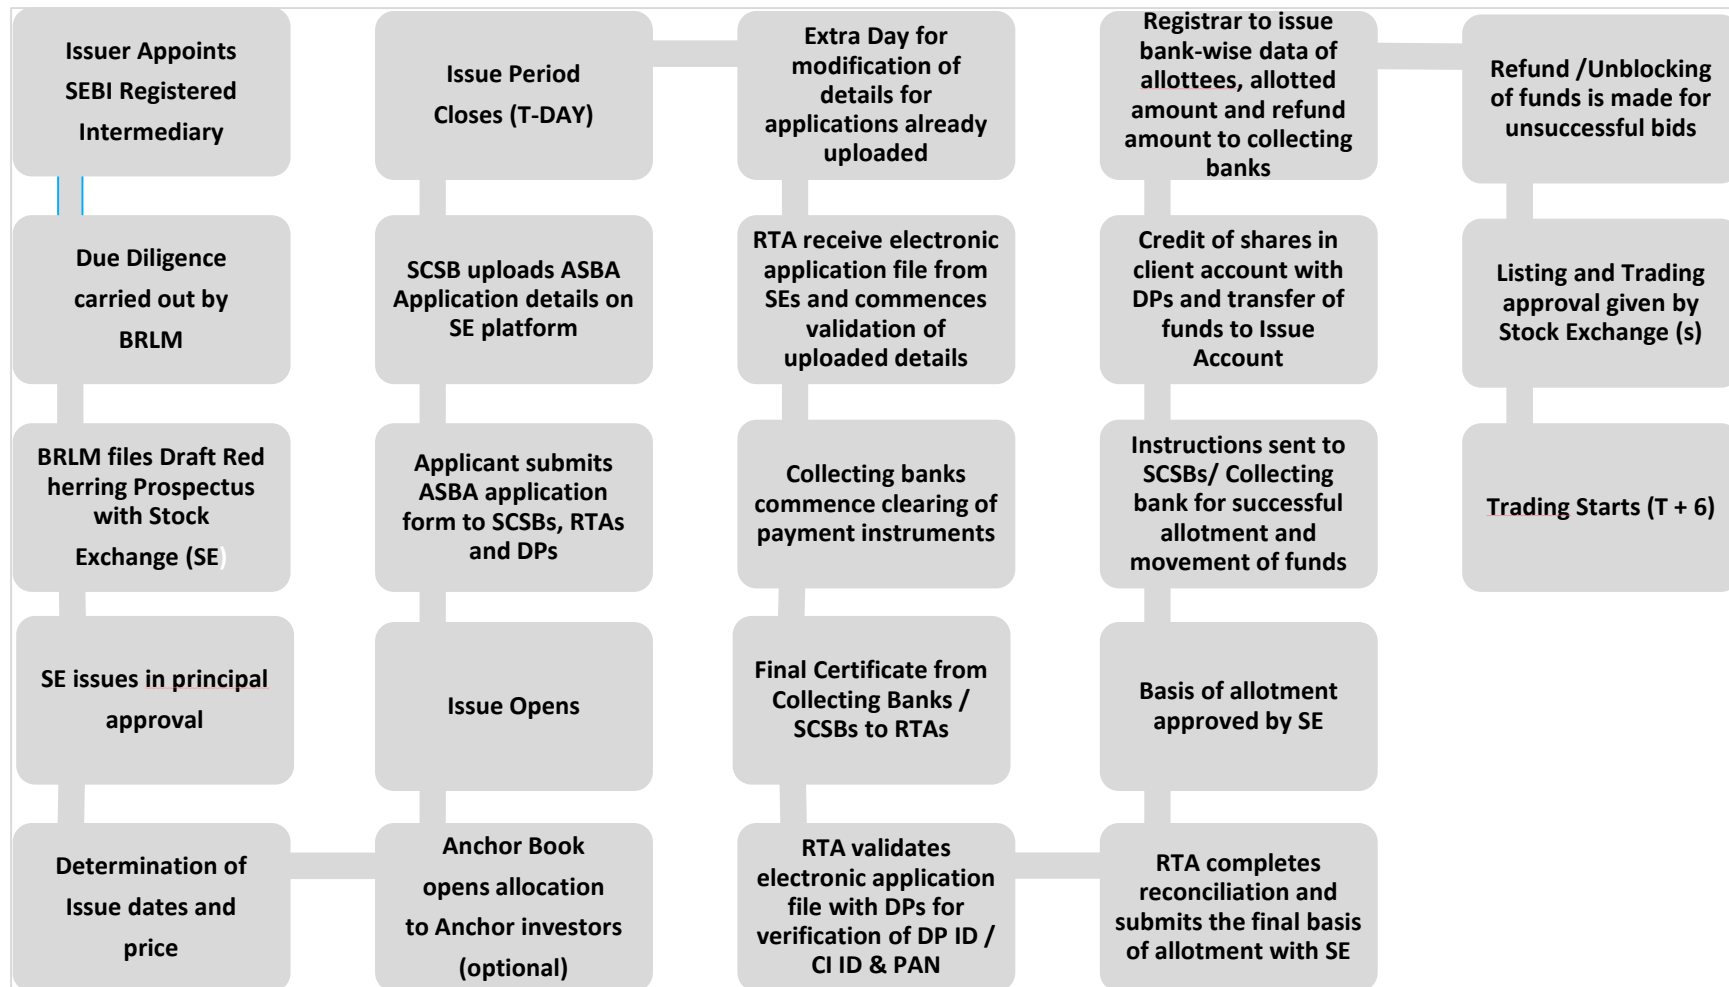 Issuer Appoints
SEBI Registered
Intermediary
Due Diligence
carried out by
BRLM
BRLM files Draft Red
herring Prospectus
with Stock
Exchange (SE)
SE issues in principal
approval
Determination of
Issue dates and
price
Anchor Book
opens allocation
to Anchor investors
(optional)
Issue Opens
Applicant submits
ASBA application
form to SCSBs, RTAs
and DPs
SCSB uploads ASBA
Application details on
SE platform
Issue Period
Closes (T-DAY)
Extra Day for
modification of
details for
applications already
uploaded
RTA receive electronic
application file from
SEs and commences
validation of
uploaded details
Collecting banks
commence clearing of
payment instruments
Final Certificate from
Collecting Banks /
SCSBs to RTAs
RTA validates
electronic application
file with DPs for
verification of DP ID /
CI ID & PAN
RTA completes
reconciliation and
submits the final basis
of allotment with SE
Basis of allotment
approved by SE
Instructions sent to
SCSBs/ Collecting
bank for successful
allotment and
movement of funds
Credit of shares in
client account with
DPs and transfer of
funds to Issue
Account
Registrar to issue
bank-wise data of
allottees, allotted
amount and refund
amount to collecting
banks
Refund /Unblocking
of funds is made for
unsuccessful bids
Listing and Trading
approval given by
Stock Exchange (s)
Trading Starts (T + 6)